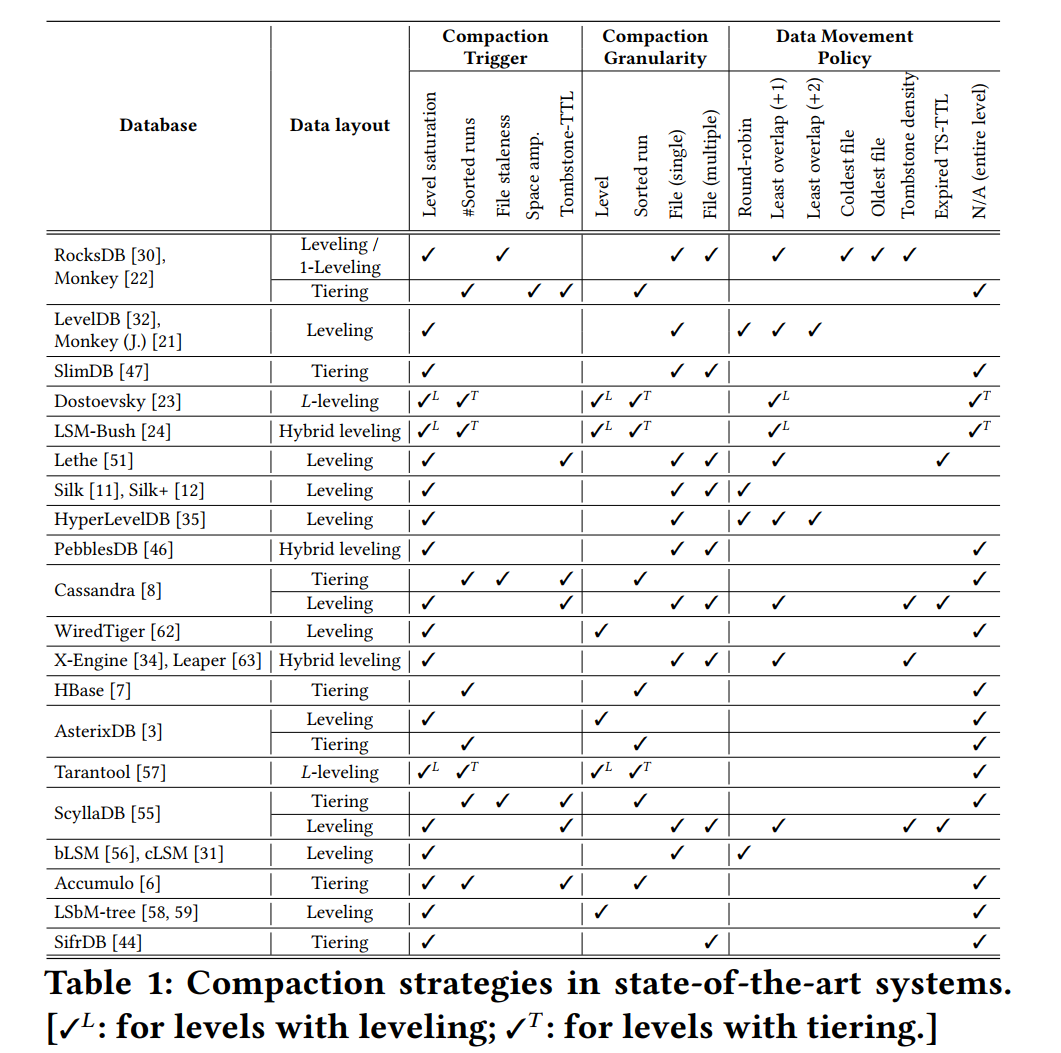 Database Data layout Compaction Trigger Compaction Granularity Data Movement Policy
Level saturation #Sorted runs File staleness Space amp. Tombstone-TTL Level Sorted run File (single) File (multiple) Round-robin Least overlap (+1) Least overlap (+2) Coldest file Oldest file Tombstone density Expired TS-TTL N/A (entire level)
RocksDB [30], Monkey [22] Leveling / 1-Leveling ✓ ✓ ✓ ✓ ✓ ✓ ✓ ✓
Tiering ✓ ✓ ✓ ✓ ✓
LevelDB [32], Monkey (J.) [21] Leveling ✓ ✓ ✓ ✓ ✓
SlimDB [47] Tiering ✓ ✓ ✓ ✓
Dostoevsky [23] L-leveling ✓L ✓T ✓L ✓T ✓L ✓T
LSM-Bush [24] Hybrid leveling ✓L ✓T ✓L ✓T ✓L ✓T
Lethe [51] Leveling ✓ ✓ ✓ ✓ ✓ ✓
Silk [11], Silk+ [12] Leveling ✓ ✓ ✓ ✓
HyperLevelDB [35] Leveling ✓ ✓ ✓ ✓ ✓
PebblesDB [46] Hybrid leveling ✓ ✓ ✓ ✓
Cassandra [8] Tiering ✓ ✓ ✓ ✓ ✓
Leveling ✓ ✓ ✓ ✓ ✓ ✓ ✓
WiredTiger [62] Leveling ✓ ✓ ✓
X-Engine [34], Leaper [63] Hybrid leveling ✓ ✓ ✓ ✓ ✓
HBase [7] Tiering ✓ ✓ ✓
AsterixDB [3] Leveling ✓ ✓ ✓
Tiering ✓ ✓ ✓
Tarantool [57] L-leveling ✓L ✓T ✓L ✓T ✓
ScyllaDB [55] Tiering ✓ ✓ ✓ ✓ ✓
Leveling ✓ ✓ ✓ ✓ ✓ ✓ ✓
bLSM [56], cLSM [31] Leveling ✓ ✓ ✓
Accumulo [6] Tiering ✓ ✓ ✓ ✓ ✓
LSbM-tree [58, 59] Leveling ✓ ✓ ✓
SifrDB [44] Tiering ✓ ✓ ✓
Table 1: Compaction strategies in state-of-the-art systems.
[✓L: for levels with leveling; ✓T: for levels with tiering.]